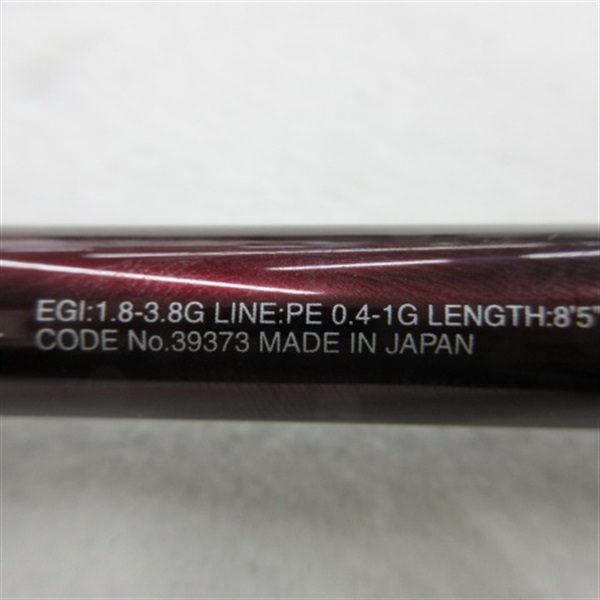 EGI:1.8-3.8G LINE:PE 0.4-1G LENGTH:8'5"
CODE No.39373 MADE IN JAPAN